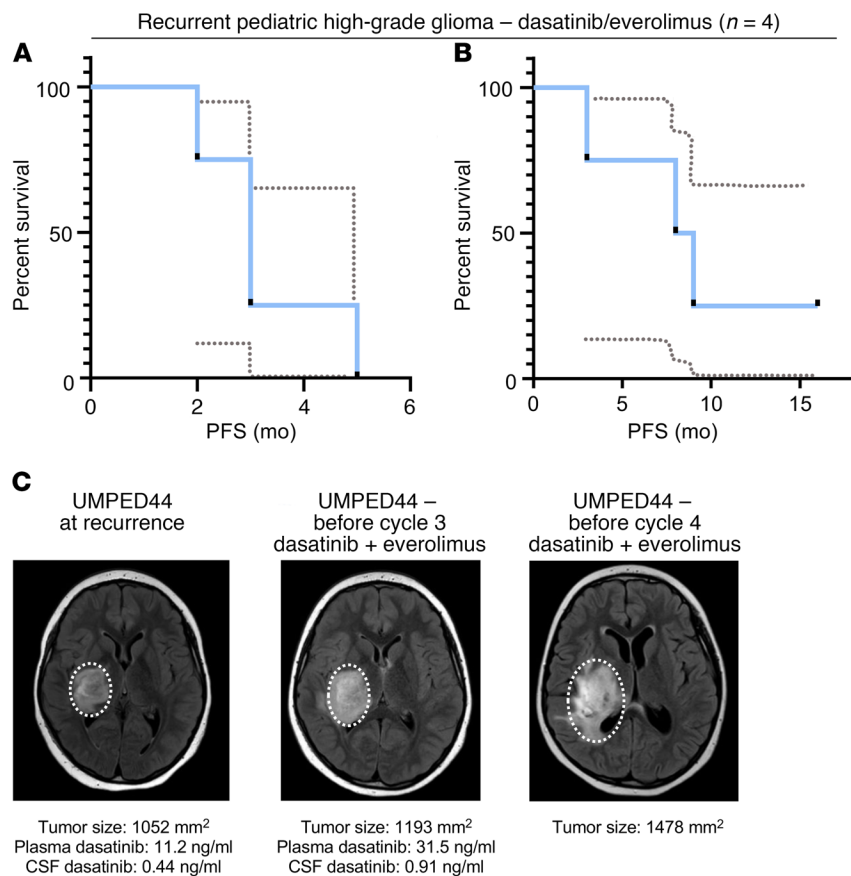 Recurrent pediatric high-grade glioma – dasatinib/everolimus (n = 4)
A
B
100
50
0
Percent survival
0
2
4
6
PFS (mo)
100
50
0
Percent survival
0
5
10
15
PFS (mo)
C
UMPED44
at recurrence
Tumor size: 1052 mm²
Plasma dasatinib: 11.2 ng/ml
CSF dasatinib: 0.44 ng/ml
UMPED44 –
before cycle 3
dasatinib + everolimus
Tumor size: 1193 mm²
Plasma dasatinib: 31.5 ng/ml
CSF dasatinib: 0.91 ng/ml
UMPED44 –
before cycle 4
dasatinib + everolimus
Tumor size: 1478 mm²